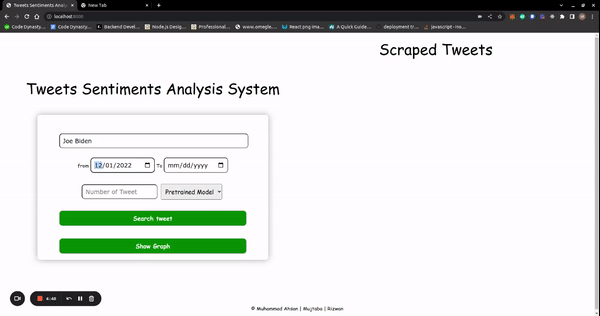 Tweets Sentiments Analy
New Tab
localhost:3000
Code Dynasty
Code Dynasty
Backend Devel
Node.js Desig
Professional
www.omegle
React png ima
A Quick Guide
deployment tr
javascript - Ho
Scraped Tweets
Tweets Sentiments Analysis System
Joe Biden
from 12/01/2022 To mm/dd/yyyy
Number of Tweet Pretrained Model
Search tweet
Show Graph
© Muhammad Ahsan | Mujtaba | Rizwan